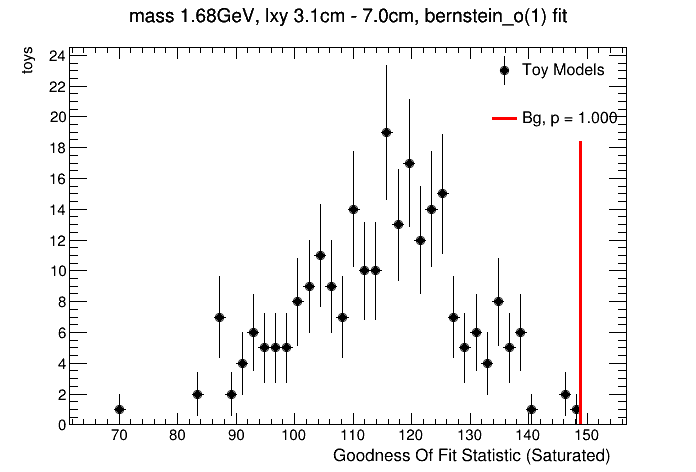 mass 1.68GeV, lxy 3.1cm - 7.0cm, bernstein_o(1) fit
toys
24
22
20
18
16
14
12
10
8
6
4
2
0
Toy Models
Bg, p = 1.000
70 80 90 100 110 120 130 140 150
Goodness Of Fit Statistic (Saturated)